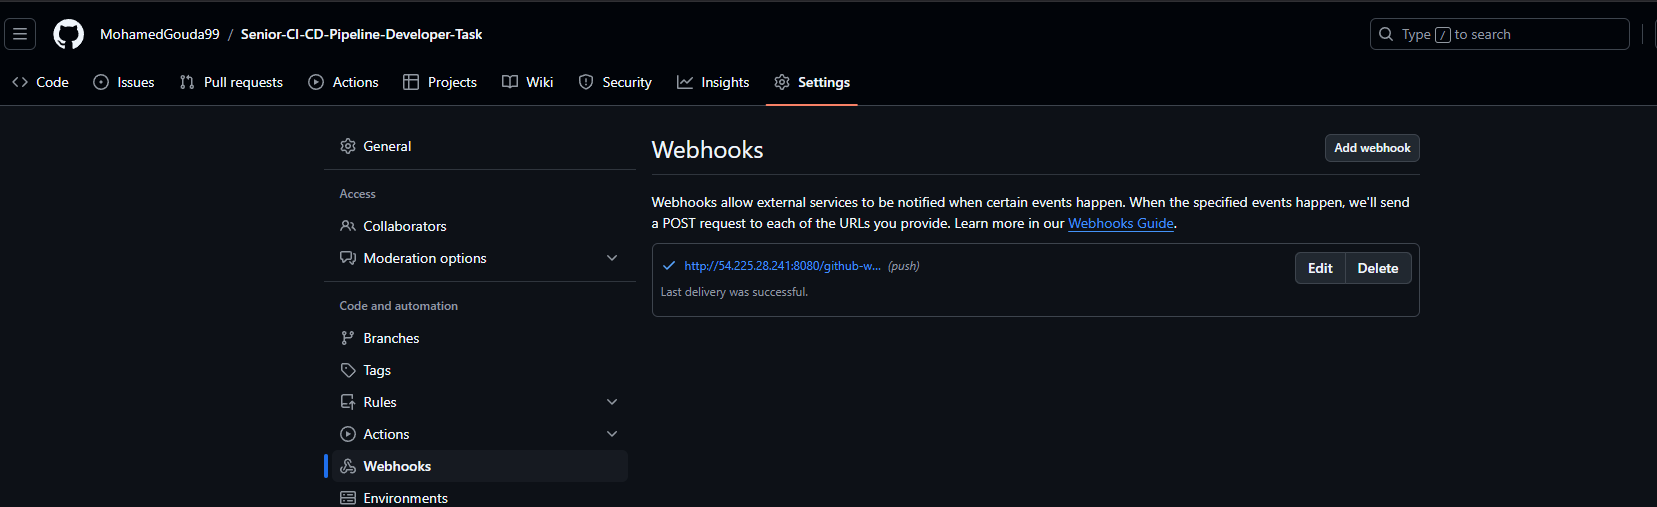 MohamedGouda99 / Senior-CI-CD-Pipeline-Developer-Task
Type / to search
Code Issues Pull requests Actions Projects Wiki Security Insights Settings
General
Access
Collaborators
Moderation options
Code and automation
Branches
Tags
Rules
Actions
Webhooks
Environments
Webhooks
Add webhook
Webhooks allow external services to be notified when certain events happen. When the specified events happen, we'll send
a POST request to each of the URLs you provide. Learn more in our Webhooks Guide.
http://54.225.28.241:8080/github-w... (push)
Edit Delete
Last delivery was successful.